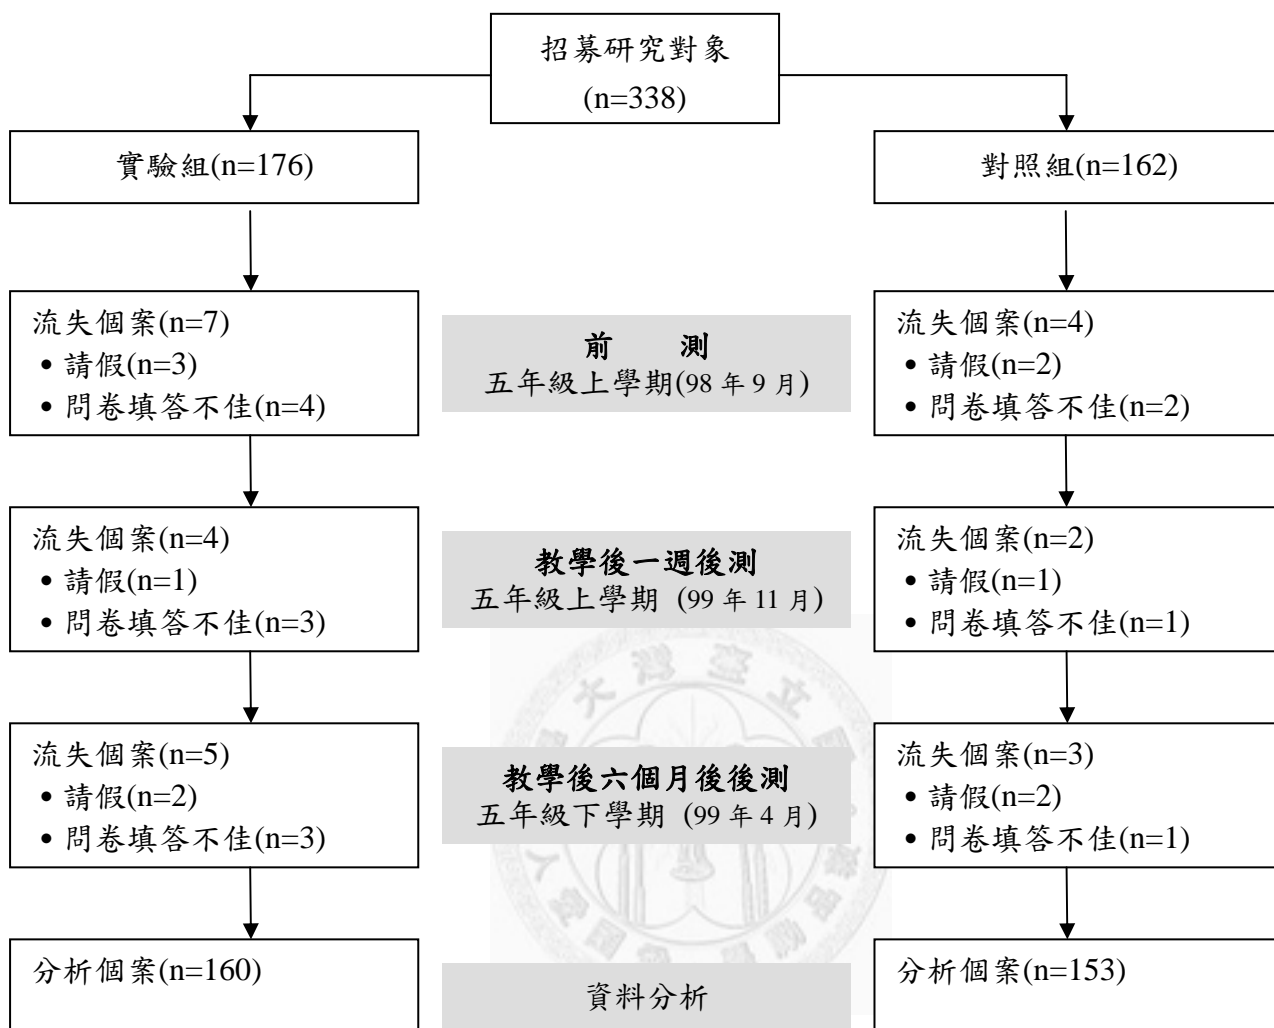 招募研究對象
(n=338)
實驗組(n=176)
對照組(n=162)
流失個案(n=7)
• 請假(n=3)
• 問卷填答不佳(n=4)
前　　測
五年級上學期(98 年 9 月)
流失個案(n=4)
• 請假(n=2)
• 問卷填答不佳(n=2)
流失個案(n=4)
• 請假(n=1)
• 問卷填答不佳(n=3)
教學後一週後測
五年級上學期 (99 年 11 月)
流失個案(n=2)
• 請假(n=1)
• 問卷填答不佳(n=1)
流失個案(n=5)
• 請假(n=2)
• 問卷填答不佳(n=3)
教學後六個月後後測
五年級下學期 (99 年 4 月)
流失個案(n=3)
• 請假(n=2)
• 問卷填答不佳(n=1)
分析個案(n=160)
資料分析
分析個案(n=153)